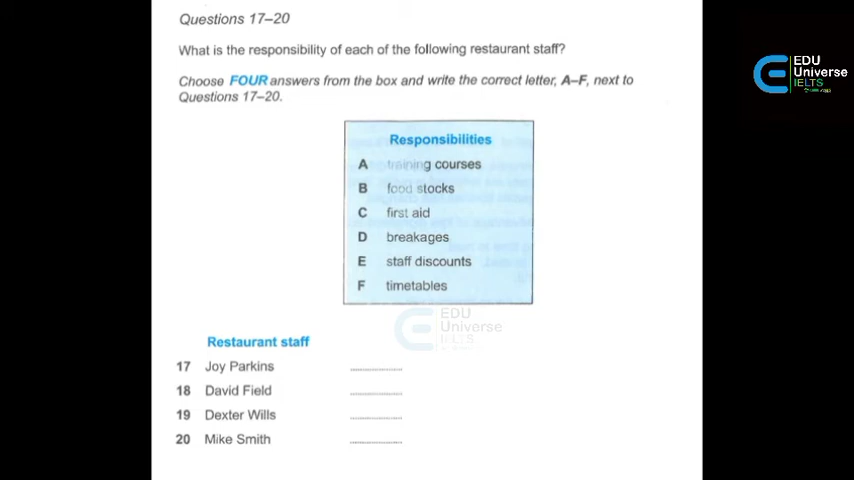 Questions 17–20
What is the responsibility of each of the following restaurant staff?
Choose FOUR answers from the box and write the correct letter, A–F, next to
Questions 17–20.
Responsibilities
A training courses
B food stocks
C first aid
D breakages
E staff discounts
F timetables
Restaurant staff
17 Joy Parkins ....................
18 David Field ....................
19 Dexter Wills ....................
20 Mike Smith ....................
EDU
Universe
IELTS
EDU
Universe
IELTS